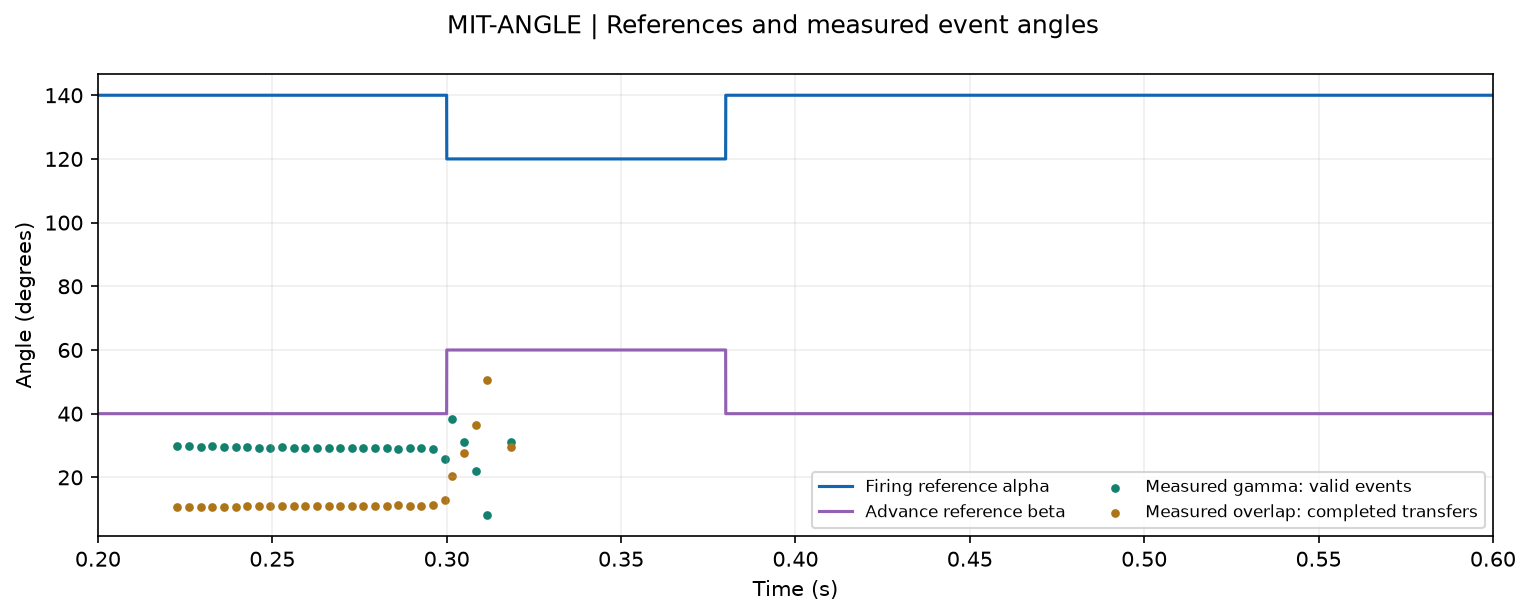 MIT-ANGLE | References and measured event angles
Angle (degrees)
140
120
100
80
60
40
20
Firing reference alpha
Advance reference beta
Measured gamma: valid events
Measured overlap: completed transfers
0.20 0.25 0.30 0.35 0.40 0.45 0.50 0.55 0.60
Time (s)